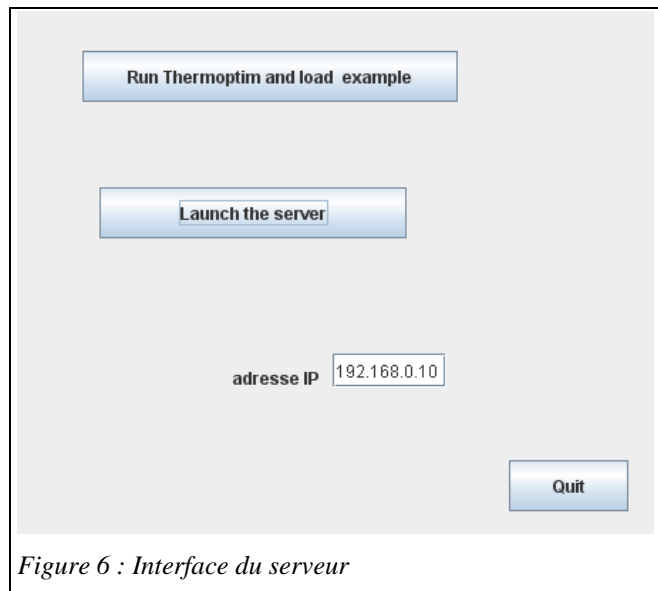 Run Thermoptim and load example
Launch the server
adresse IP 192.168.0.10
Quit
Figure 6 : Interface du serveur